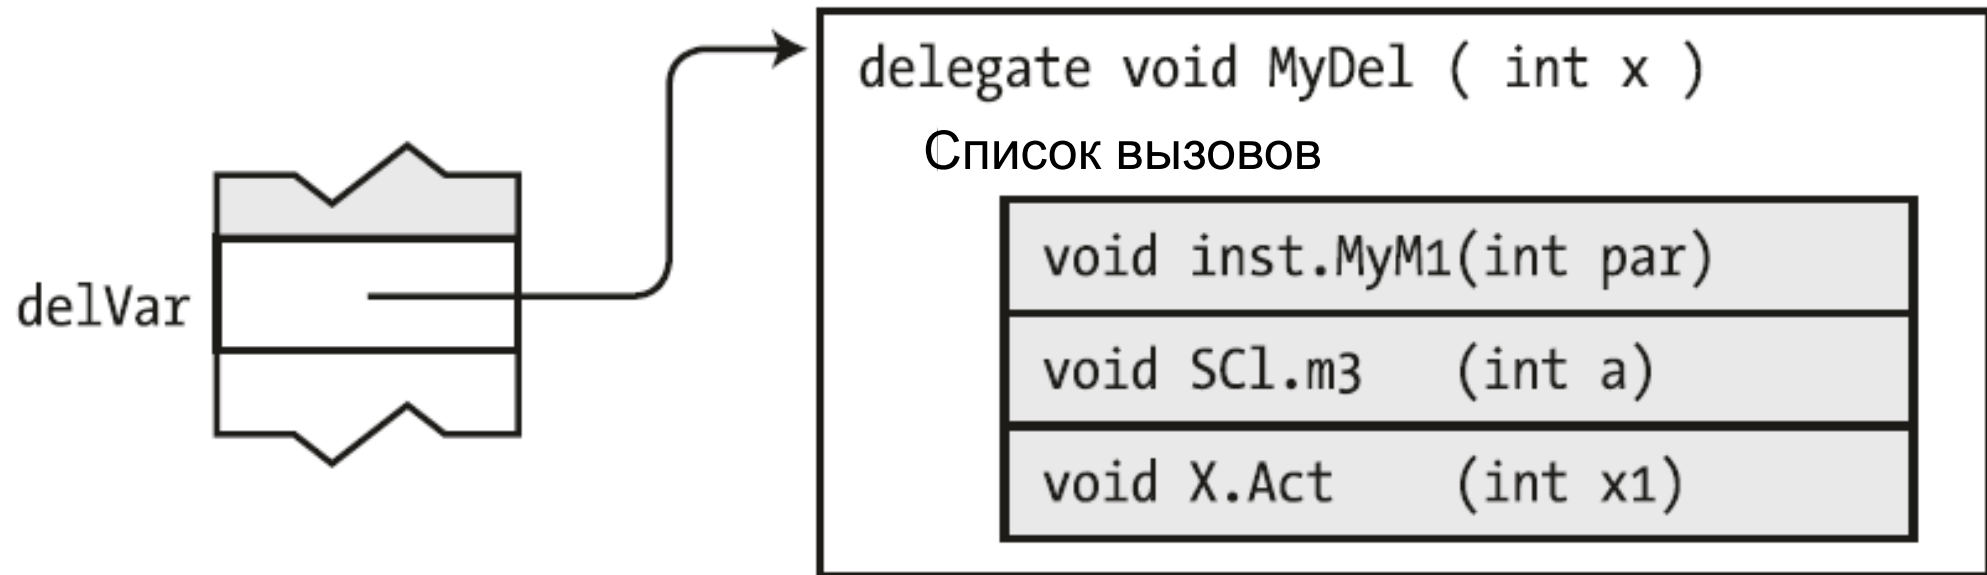 delegate void MyDel ( int x )
Список вызовов
void inst.MyM1(int par)
delVar
void SCl.m3 (int a)
void X.Act (int x1)